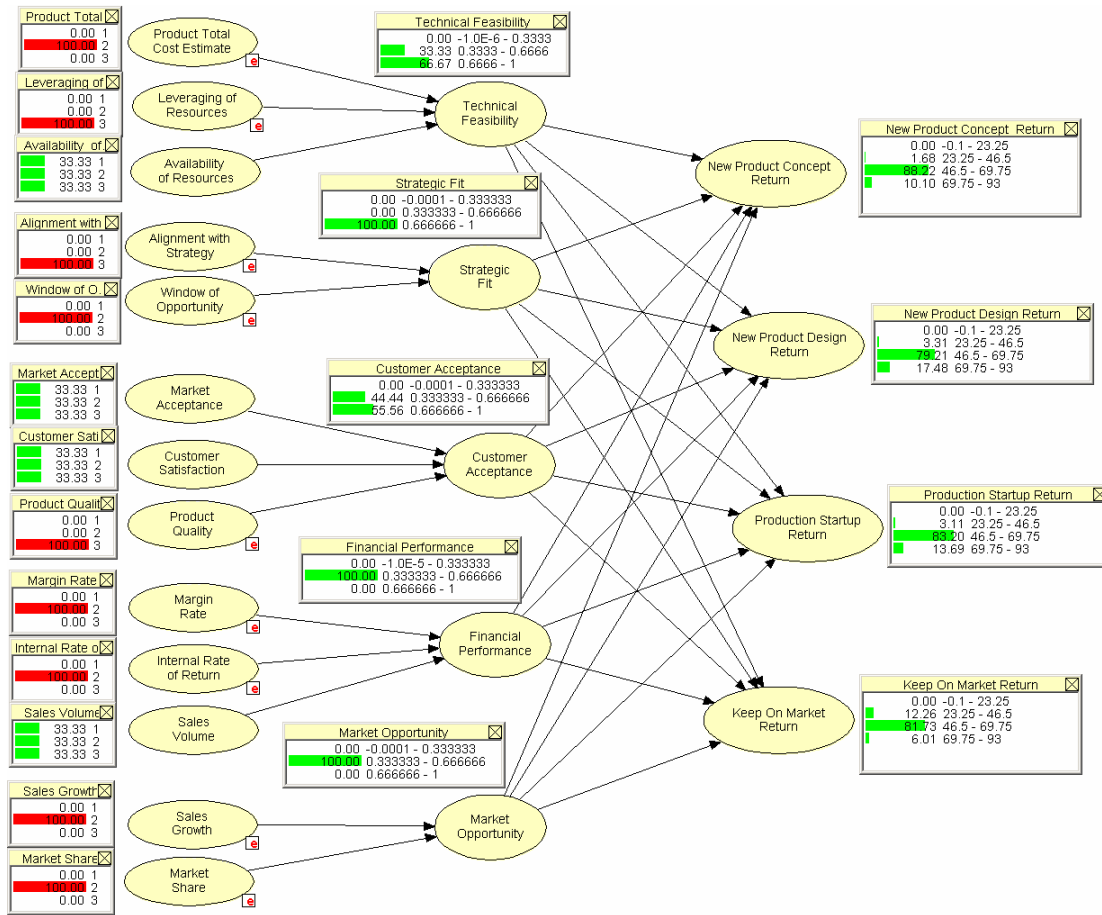 Product Total
0.00 1
100.00 2
0.00 3
Product Total
Cost Estimate
e
Leveraging of
0.00 1
0.00 2
100.00 3
Leveraging of
Resources
e
Availability of.
33.33 1
33.33 2
33.33 3
Availability
of Resources
Alignment with
0.00 1
0.00 2
100.00 3
Alignment with
Strategy
e
Window of O.
0.00 1
100.00 2
0.00 3
Window of
Opportunity
e
Market Accept
33.33 1
33.33 2
33.33 3
Market
Acceptance
Customer Sati
33.33 1
33.33 2
33.33 3
Customer
Satisfaction
Product Qualit
0.00 1
0.00 2
100.00 3
Product
Quality
e
Margin Rate
0.00 1
100.00 2
0.00 3
Margin
Rate
e
Internal Rate o
0.00 1
100.00 2
0.00 3
Internal Rate
of Return
e
Sales Volume
33.33 1
33.33 2
33.33 3
Sales
Volume
Sales Growth
0.00 1
100.00 2
0.00 3
Sales
Growth
e
Market Share
0.00 1
100.00 2
0.00 3
Market
Share
e
Technical Feasibility
0.00 -1.0E-6 - 0.3333
33.33 0.3333 - 0.6666
66.67 0.6666 - 1
Technical
Feasibility
Strategic Fit
0.00 -0.0001 - 0.333333
0.00 0.333333 - 0.666666
100.00 0.666666 - 1
Strategic
Fit
Customer Acceptance
0.00 -0.0001 - 0.333333
44.44 0.333333 - 0.666666
55.56 0.666666 - 1
Customer
Acceptance
Financial Performance
0.00 -1.0E-5 - 0.333333
100.00 0.333333 - 0.666666
0.00 0.666666 - 1
Financial
Performance
Market Opportunity
0.00 -0.0001 - 0.333333
100.00 0.333333 - 0.666666
0.00 0.666666 - 1
Market
Opportunity
New Product Concept
Return
New Product Concept Return
0.00 -0.1 - 23.25
1.68 23.25 - 46.5
88.22 46.5 - 69.75
10.10 69.75 - 93
New Product Design
Return
New Product Design Return
0.00 -0.1 - 23.25
3.31 23.25 - 46.5
79.21 46.5 - 69.75
17.48 69.75 - 93
Production Startup
Return
Production Startup Return
0.00 -0.1 - 23.25
3.11 23.25 - 46.5
83.20 46.5 - 69.75
13.69 69.75 - 93
Keep On Market
Return
Keep On Market Return
0.00 -0.1 - 23.25
12.26 23.25 - 46.5
81.73 46.5 - 69.75
6.01 69.75 - 93